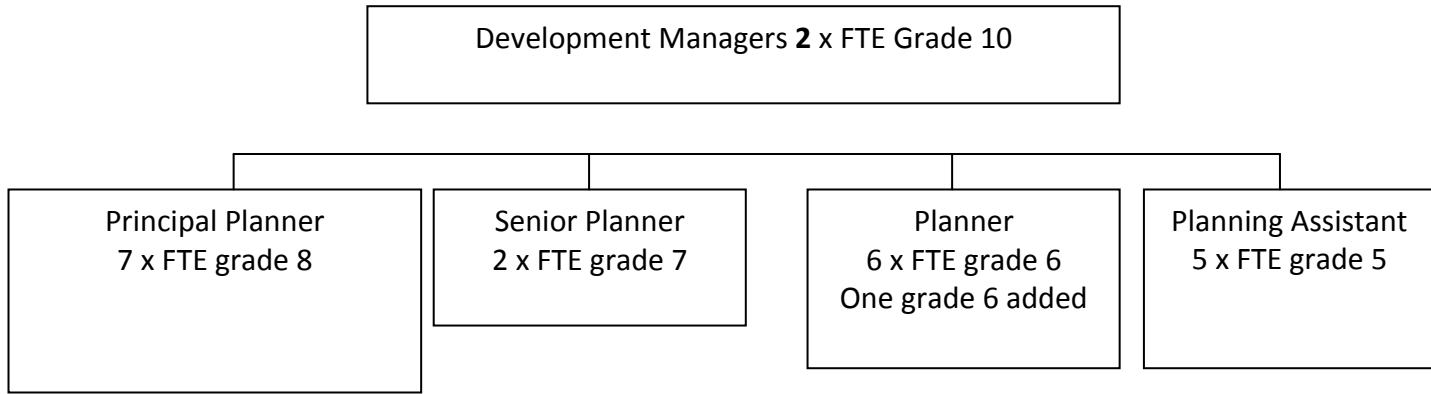 Development Managers 2 x FTE Grade 10
Principal Planner
7 x FTE grade 8
Senior Planner
2 x FTE grade 7
Planner
6 x FTE grade 6
One grade 6 added
Planning Assistant
5 x FTE grade 5